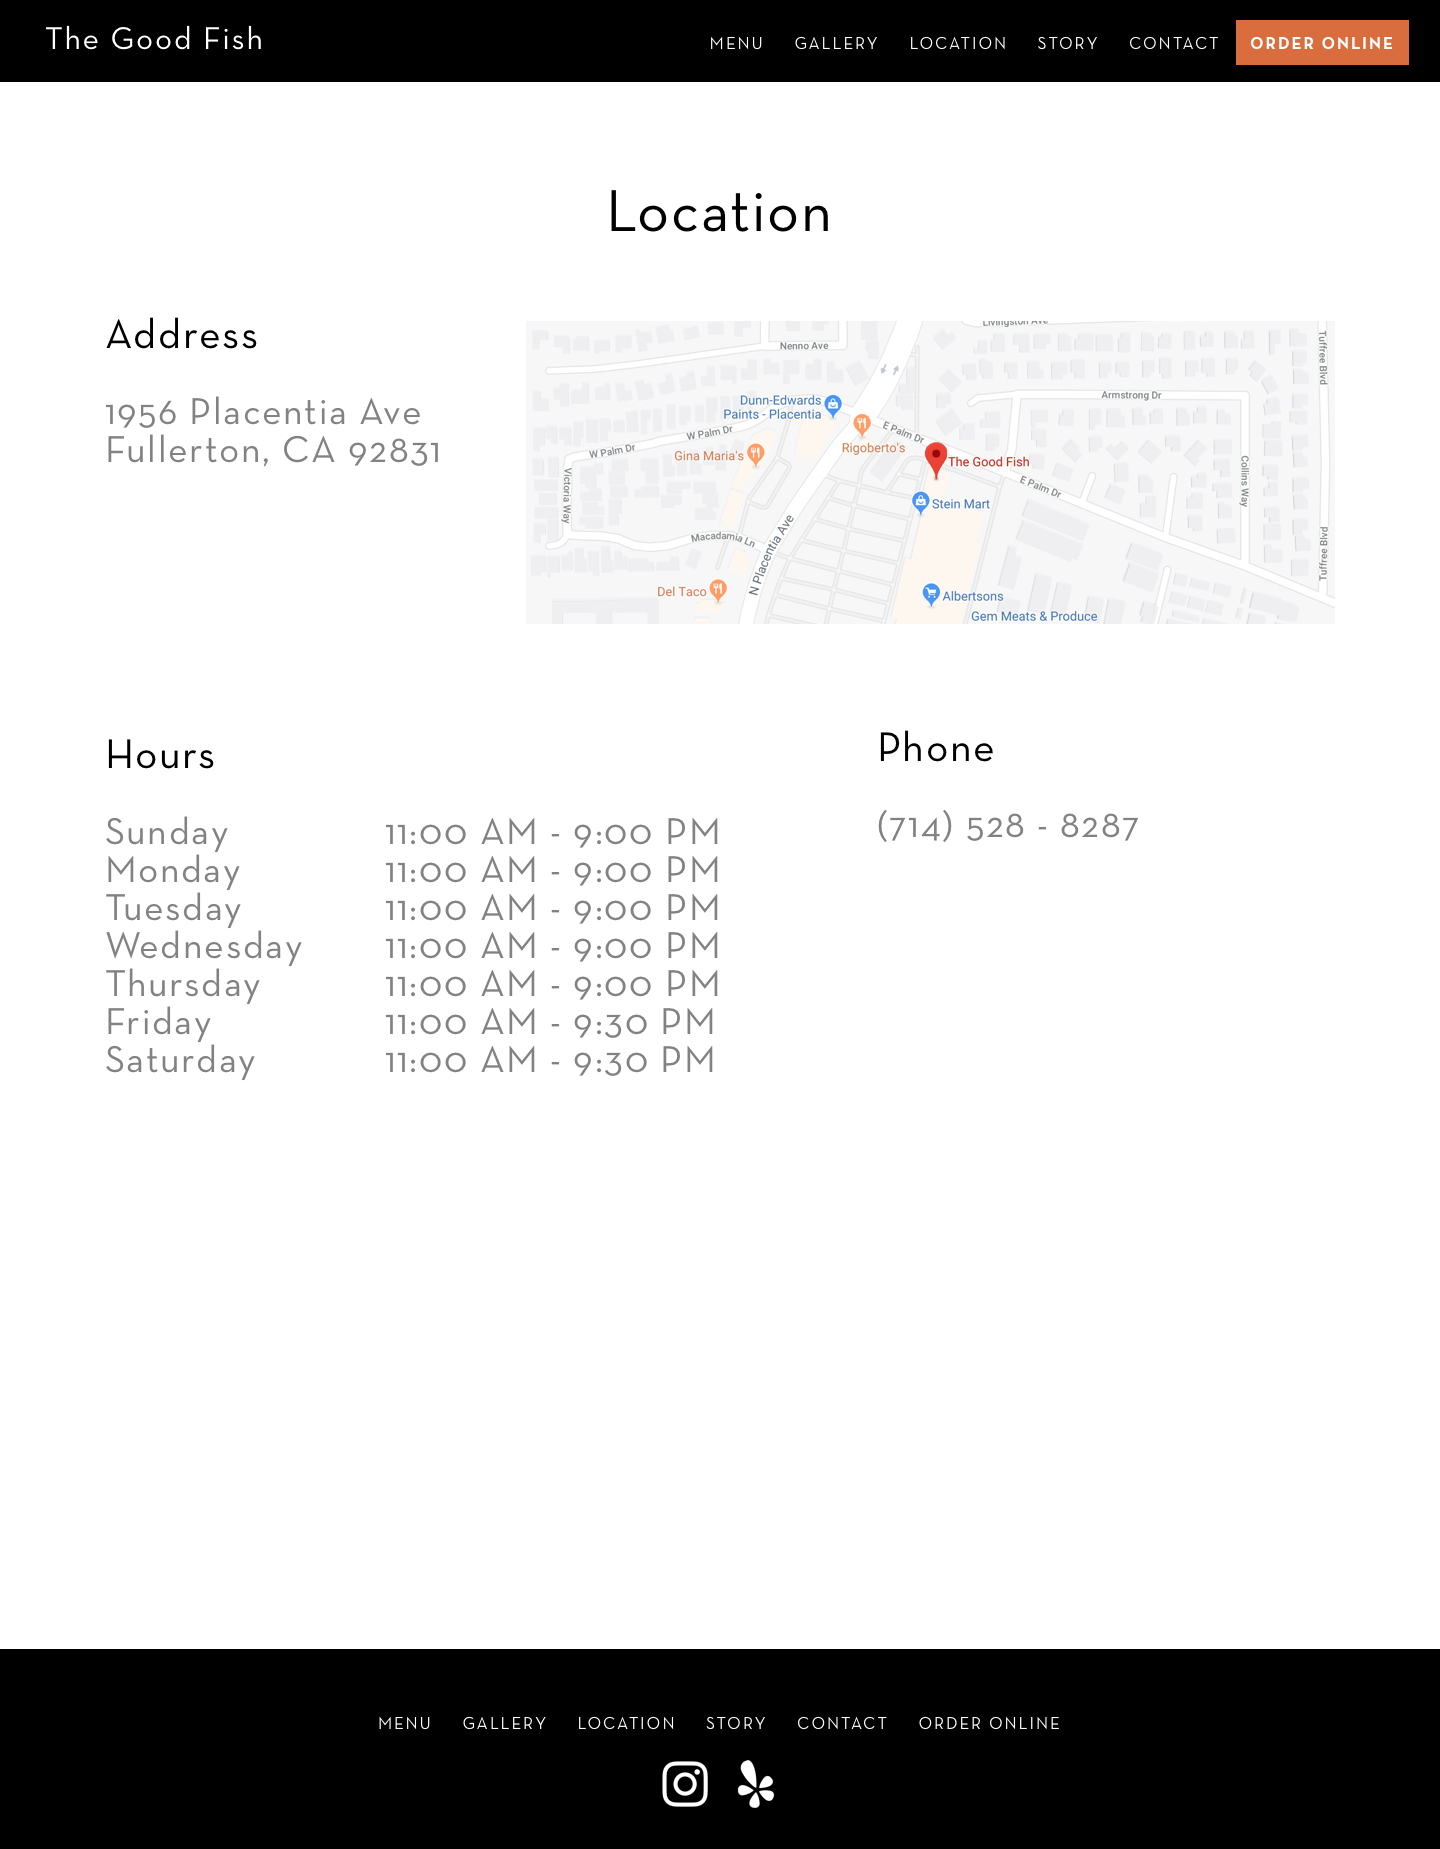 The Good Fish
MENU GALLERY LOCATION STORY CONTACT ORDER ONLINE
Location
Address
1956 Placentia Ave
Fullerton, CA 92831
Livingston Ave
Nenno Ave
Tuffree Blvd
Armstrong Dr
Dunn-Edwards
Paints - Placentia
W Palm Dr
E Palm Dr
Rigoberto's
W Palm Dr
Gina Maria's
The Good Fish
Victoria Way
Collins Way
E Palm Dr
Stein Mart
Macadamia Ln
N Placentia Ave
Tuffree Blvd
Del Taco
Albertsons
Gem Meats & Produce
Hours
Sunday 11:00 AM - 9:00 PM
Monday 11:00 AM - 9:00 PM
Tuesday 11:00 AM - 9:00 PM
Wednesday 11:00 AM - 9:00 PM
Thursday 11:00 AM - 9:00 PM
Friday 11:00 AM - 9:30 PM
Saturday 11:00 AM - 9:30 PM
Phone
(714) 528 - 8287
MENU GALLERY LOCATION STORY CONTACT ORDER ONLINE